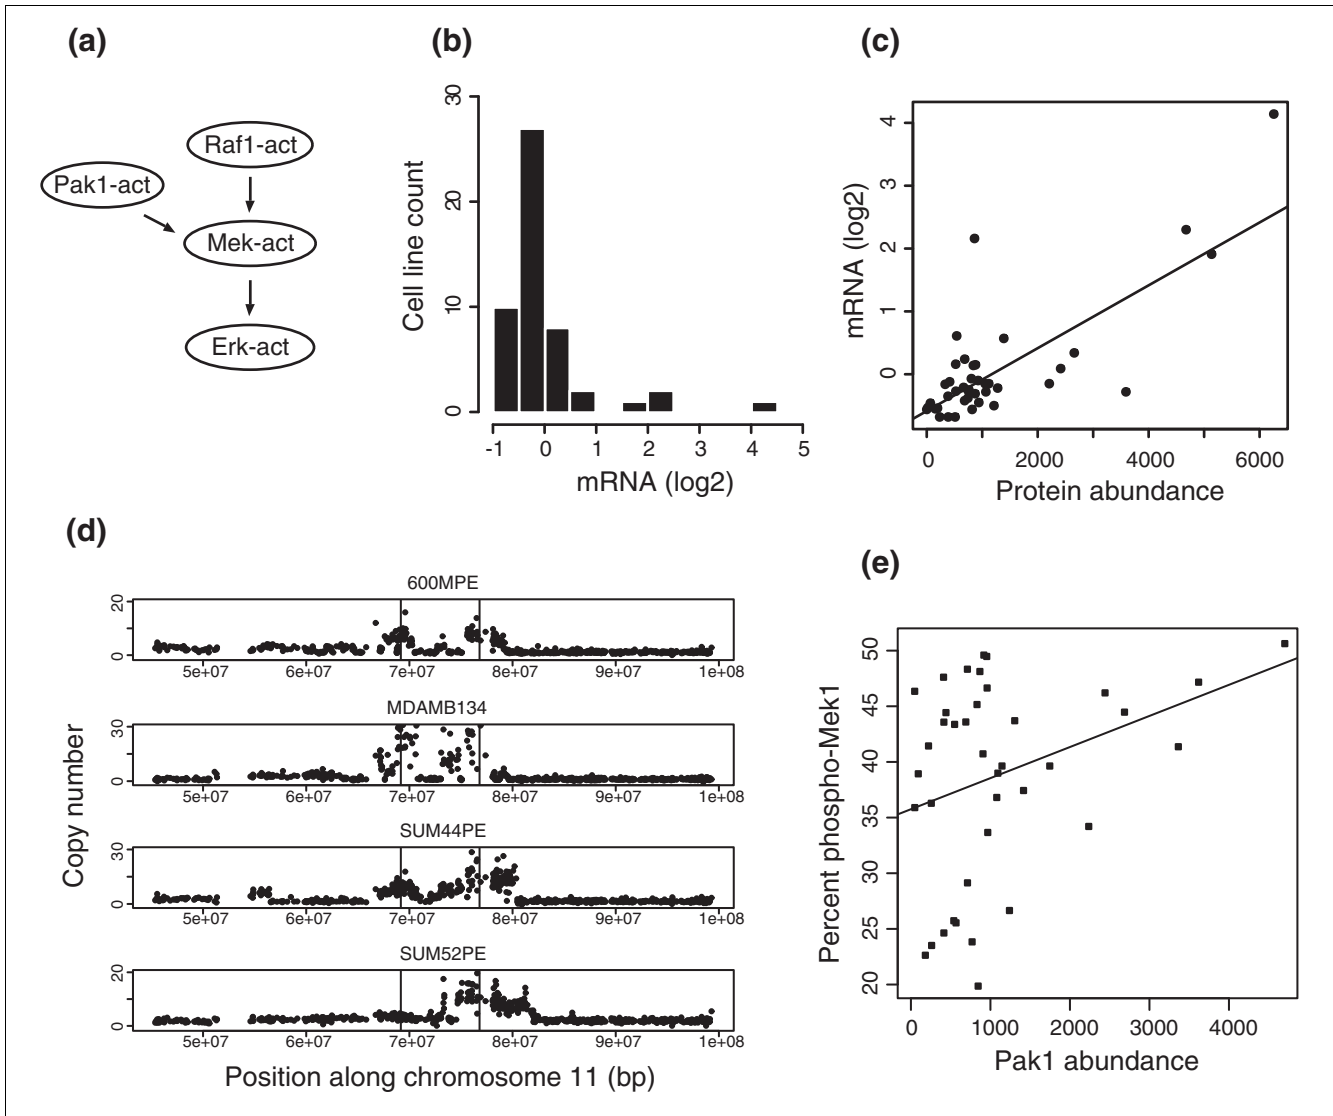 (a)
Raf1-act
Pak1-act
Mek-act
Erk-act
(b)
Cell line count
30
20
10
0
-1 0 1 2 3 4 5
mRNA (log2)
(c)
mRNA (log2)
4
3
2
1
0
0 2000 4000 6000
Protein abundance
(d)
Copy number
600MPE
20
0
5e+07 6e+07 7e+07 8e+07 9e+07 1e+08
MDAMB134
30
0
5e+07 6e+07 7e+07 8e+07 9e+07 1e+08
SUM44PE
30
0
5e+07 6e+07 7e+07 8e+07 9e+07 1e+08
SUM52PE
20
0
5e+07 6e+07 7e+07 8e+07 9e+07 1e+08
Position along chromosome 11 (bp)
(e)
Percent phospho-Mek1
50
45
40
35
30
25
20
0 1000 2000 3000 4000
Pak1 abundance